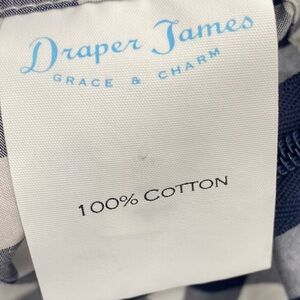 Draper James
GRACE & CHARM
100% COTTON